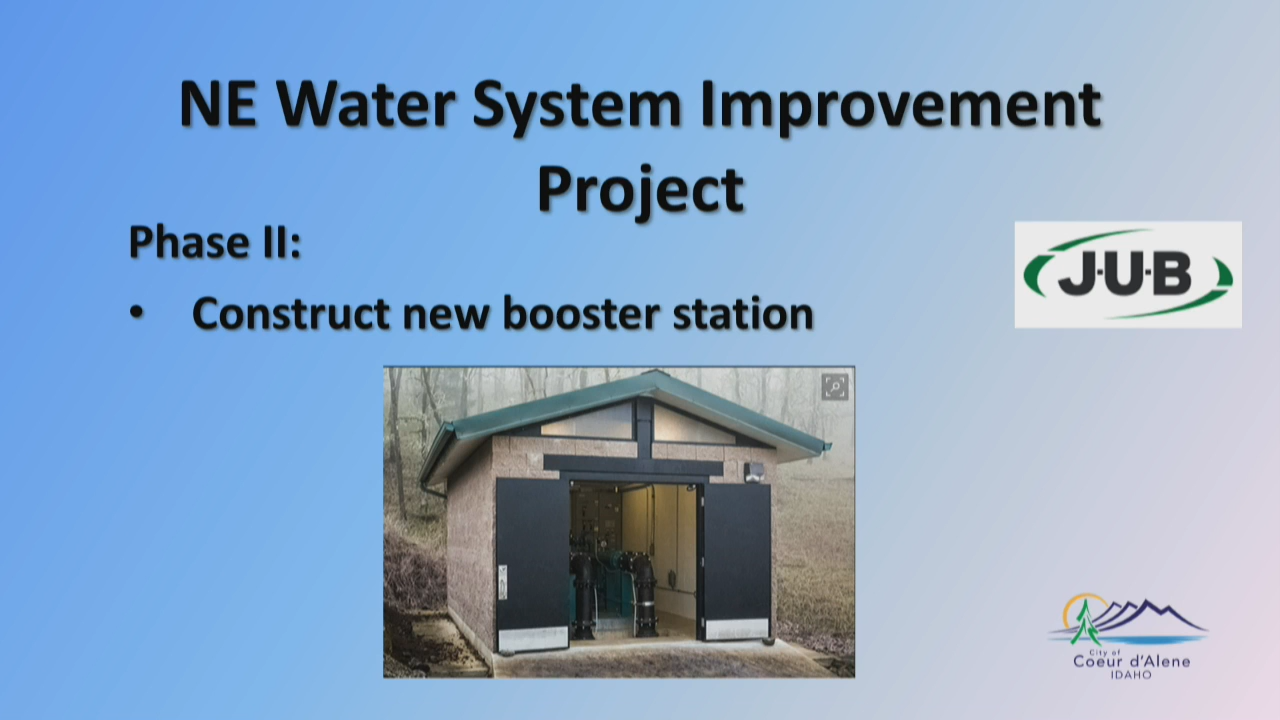 NE Water System Improvement
Project
Phase II:
• Construct new booster station
J-U-B
City of
Coeur d'Alene
IDAHO